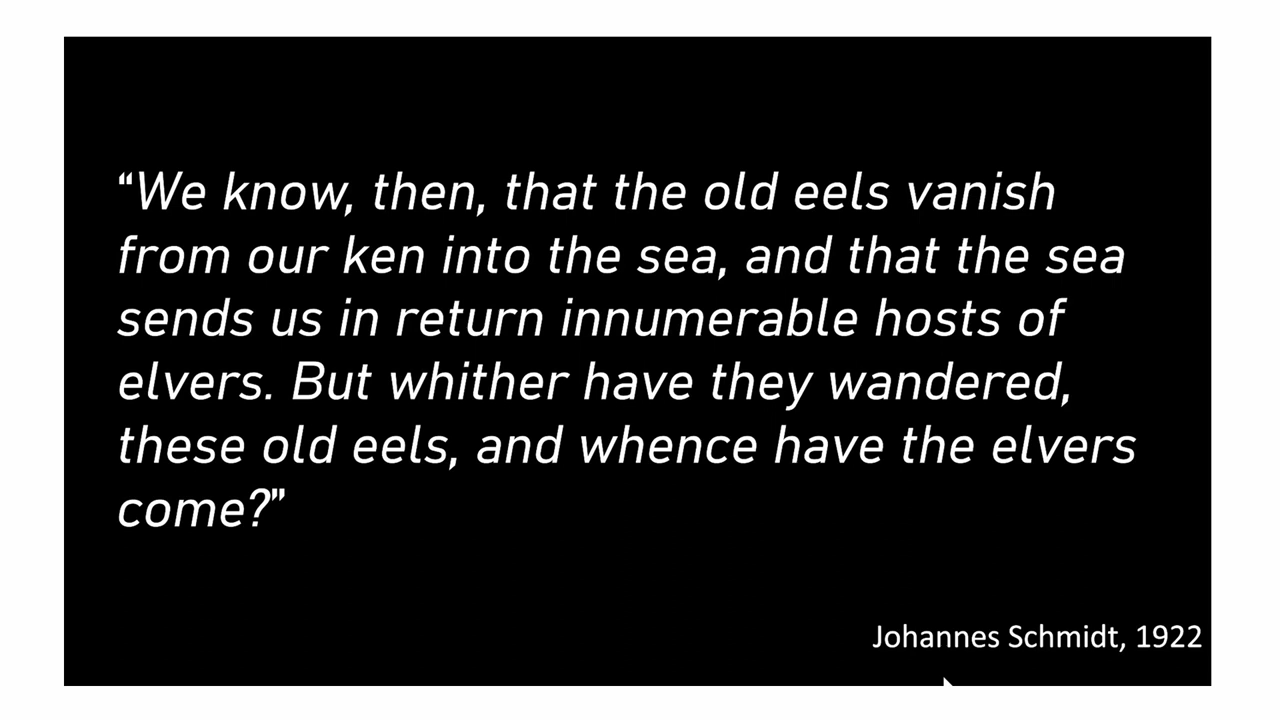 “We know, then, that the old eels vanish
from our ken into the sea, and that the sea
sends us in return innumerable hosts of
elvers. But whither have they wandered,
these old eels, and whence have the elvers
come?”
Johannes Schmidt, 1922